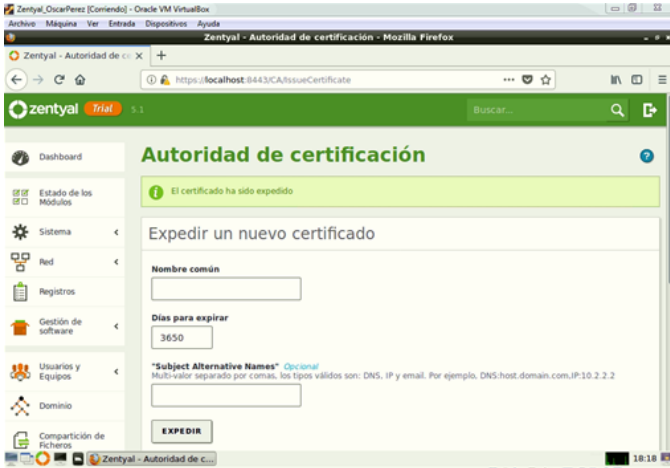 Zentyal_OscarPerez [Corriendo] - Oracle VM VirtualBox
Archivo Máquina Ver Entrada Dispositivos Ayuda
Zentyal - Autoridad de certificación - Mozilla Firefox
Zentyal - Autoridad de c
https://localhost:8443/CA/IssueCertificate
zentyal Trial 5.1
Buscar...
Dashboard
Estado de los
Módulos
Sistema
Red
Registros
Gestión de
software
Usuarios y
Equipos
Dominio
Compartición de
Ficheros
Autoridad de certificación
El certificado ha sido expedido
Expedir un nuevo certificado
Nombre común
Días para expirar
3650
"Subject Alternative Names" Opcional
Multi-valor separado por comas, los tipos válidos son: DNS, IP y email. Por ejemplo, DNS:host.domain.com,IP:10.2.2.2
EXPEDIR
Zentyal - Autoridad de c...
18:18